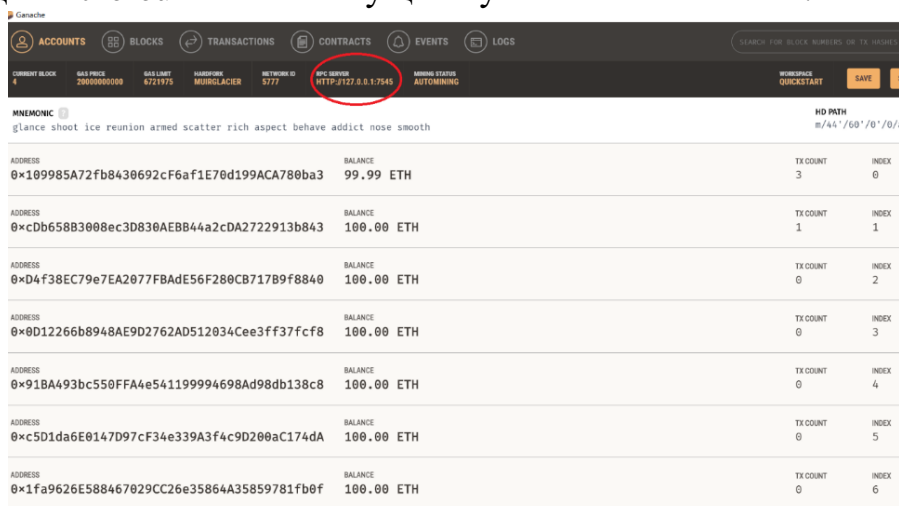 Ganache
ACCOUNTS BLOCKS TRANSACTIONS CONTRACTS EVENTS LOGS SEARCH FOR BLOCK NUMBERS OR TX HASHES
CURRENT BLOCK GAS PRICE GAS LIMIT HARDFORK NETWORK ID RPC SERVER MINING STATUS WORKSPACE
4 20000000000 6721975 MUIRGLACIER 5777 HTTP://127.0.0.1:7545 AUTOMINING QUICKSTART SAVE
MNEMONIC ? HD PATH
glance shoot ice reunion armed scatter rich aspect behave addict nose smooth m/44'/60'/0'/0/
ADDRESS BALANCE TX COUNT INDEX
0×109985A72fb8430692cF6af1E70d199ACA780ba3 99.99 ETH 3 0
ADDRESS BALANCE TX COUNT INDEX
0×cDb658B3008ec3D830AEBB44a2cDA2722913b843 100.00 ETH 1 1
ADDRESS BALANCE TX COUNT INDEX
0×D4f38EC79e7EA2077FBAdE56F280CB717B9f8840 100.00 ETH 0 2
ADDRESS BALANCE TX COUNT INDEX
0×0D12266b8948AE9D2762AD512034Cee3ff37fcf8 100.00 ETH 0 3
ADDRESS BALANCE TX COUNT INDEX
0×91BA493bc550FFA4e541199994698Ad98db138c8 100.00 ETH 0 4
ADDRESS BALANCE TX COUNT INDEX
0×c5D1da6E0147D97cF34e339A3f4c9D200aC174dA 100.00 ETH 0 5
ADDRESS BALANCE TX COUNT INDEX
0×1fa9626E588467029CC26e35864A35859781fb0f 100.00 ETH 0 6